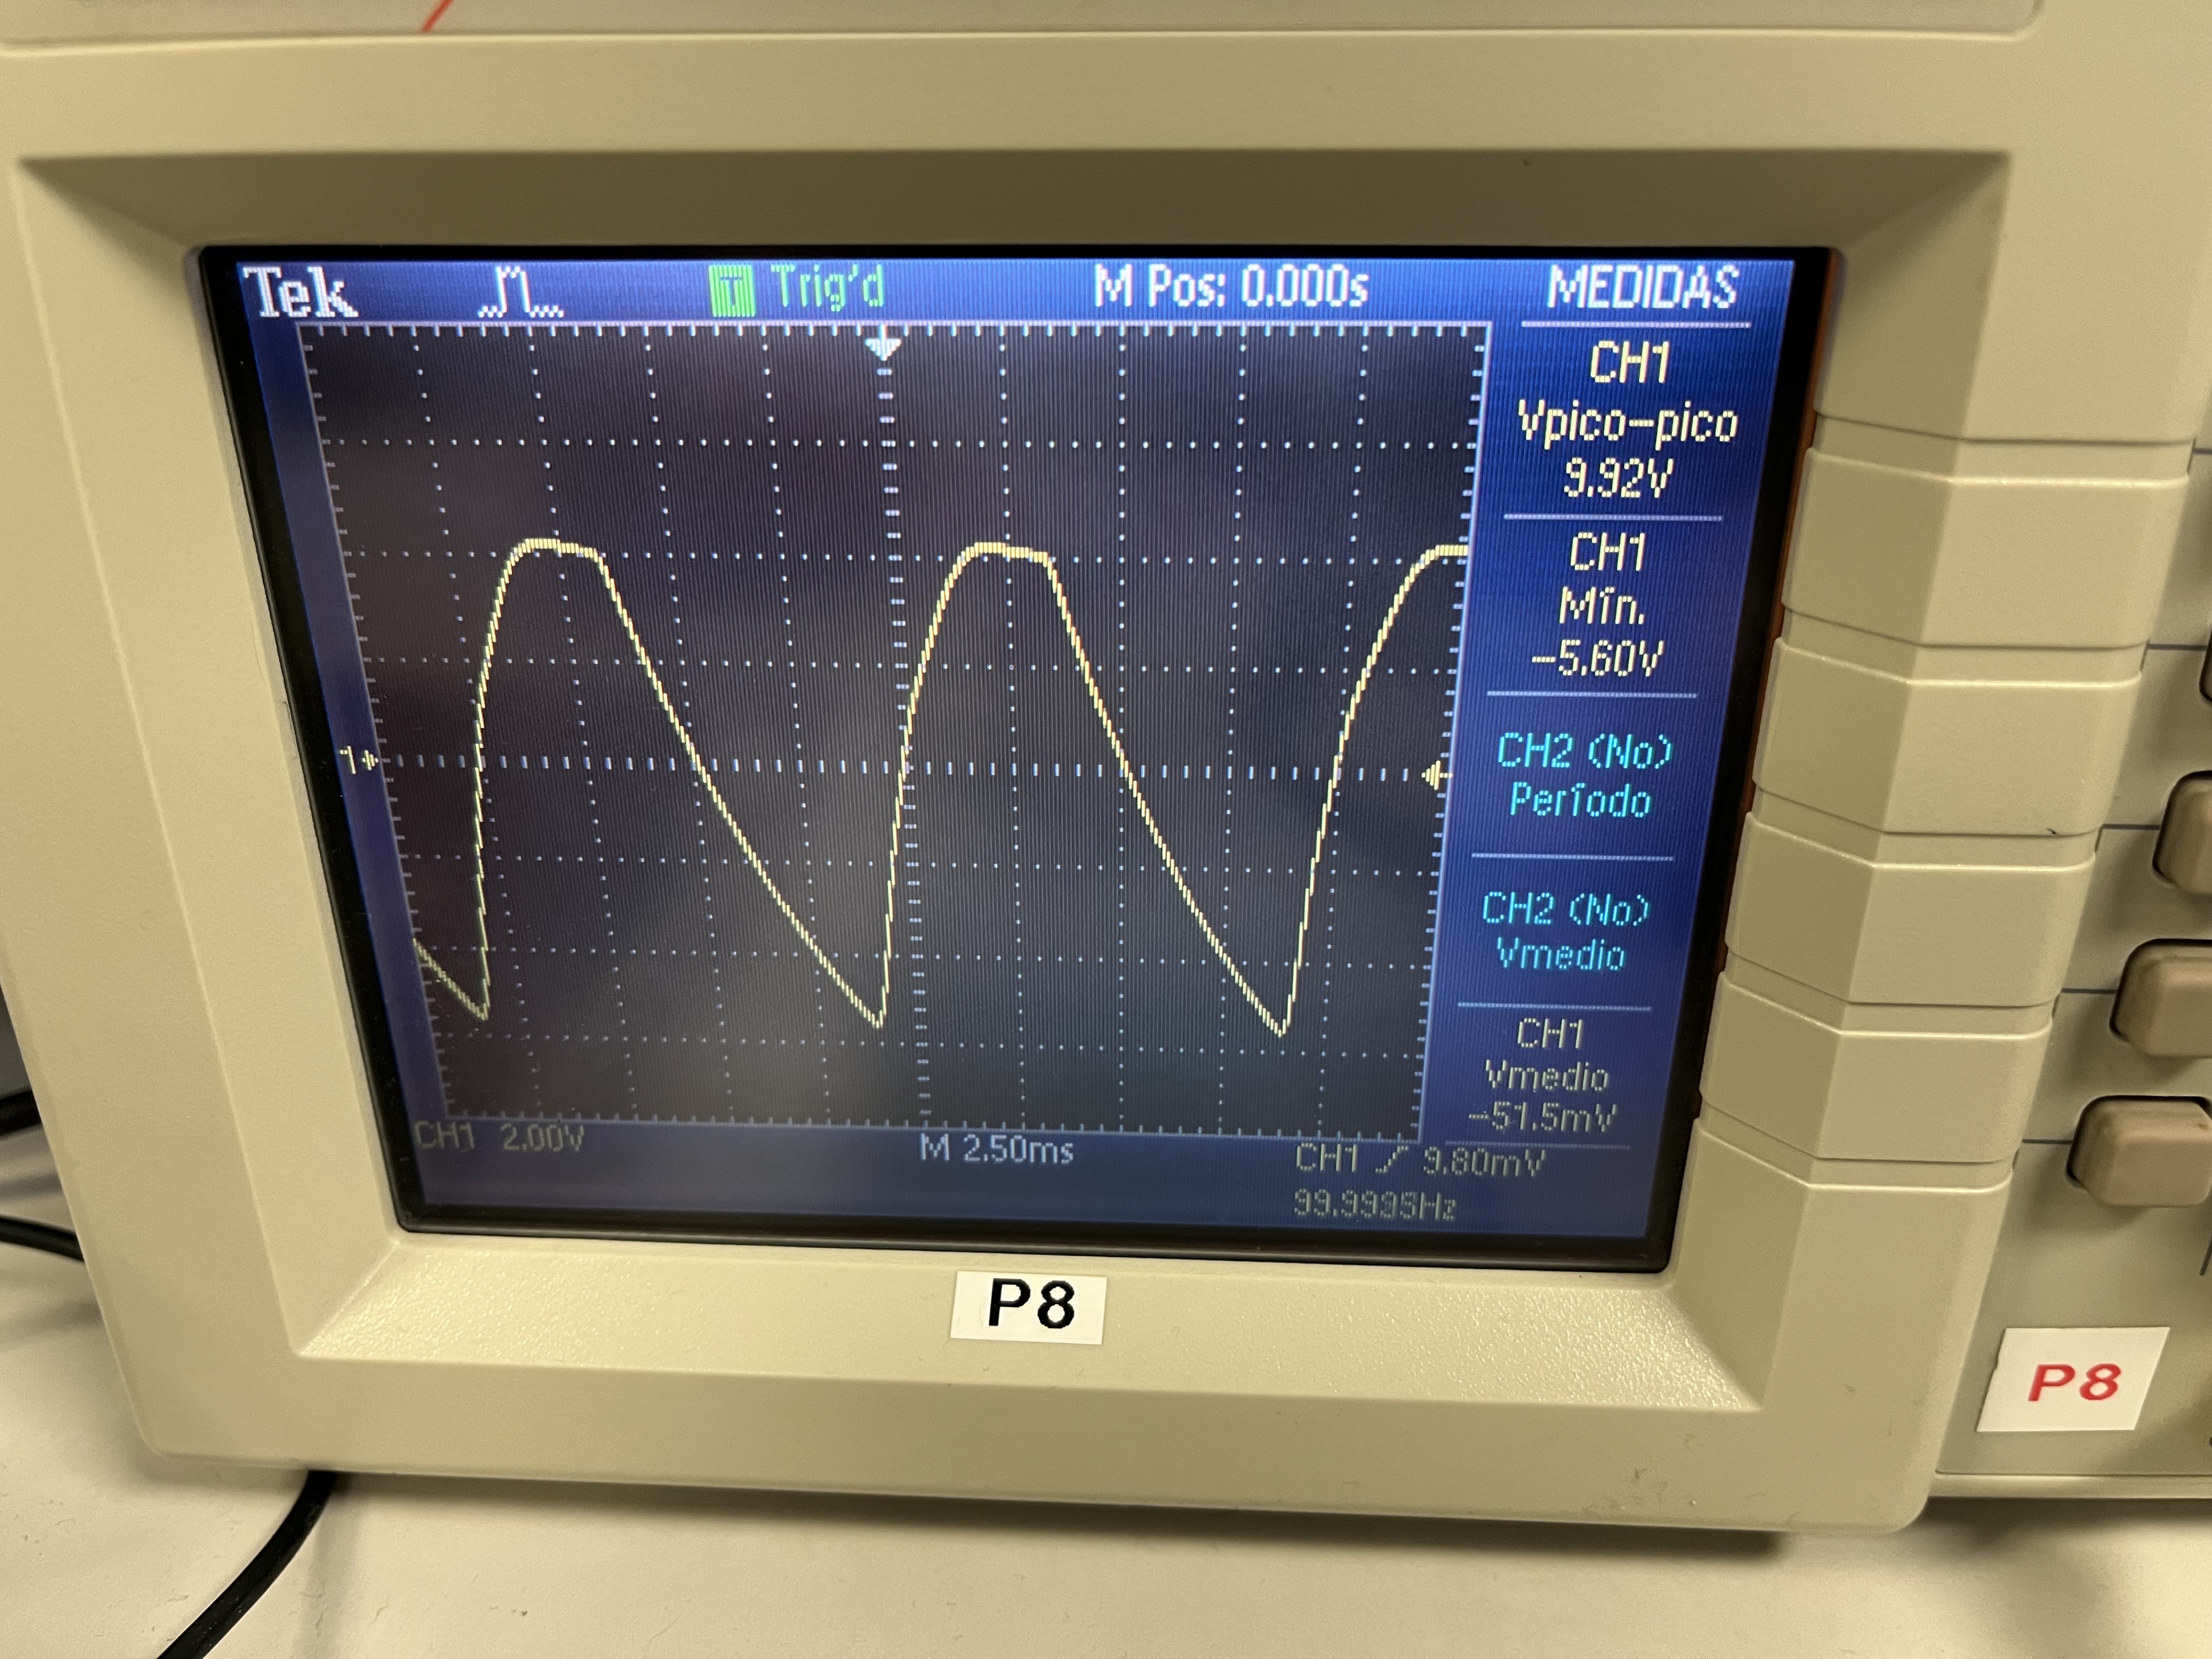 Tek T Trig'd M Pos: 0.000s MEDIDAS
CH1
Vpico-pico
9.92V
CH1
Mín.
-5.60V
1
CH2 (No)
Período
CH2 (No)
Vmedio
CH1
Vmedio
-51.5mV
CH1 2.00V M 2.50ms CH1 9.80mV
99.9995Hz
P8
P8